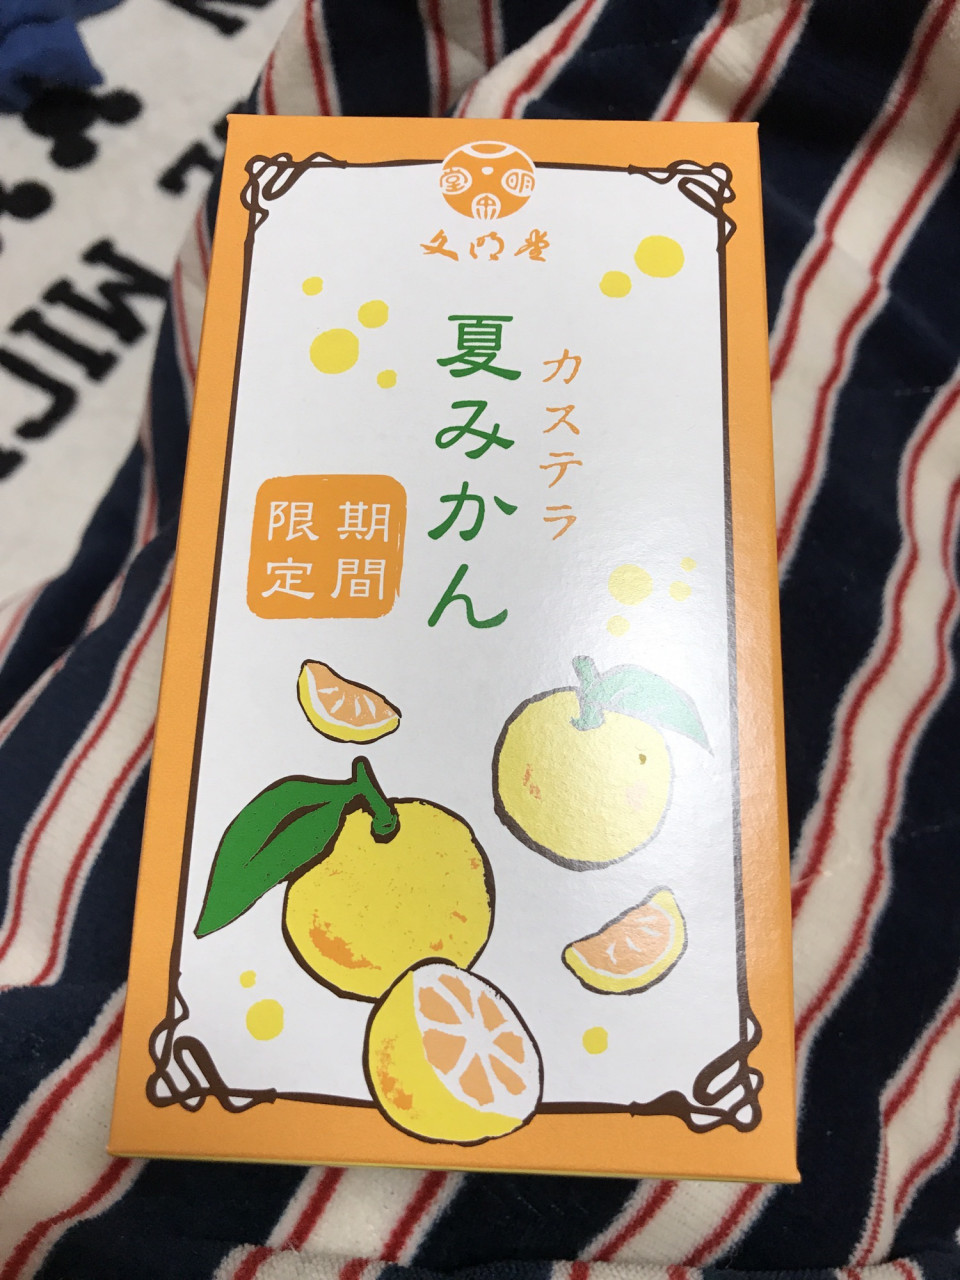 文明堂
カステラ
夏みかん
期間
限定